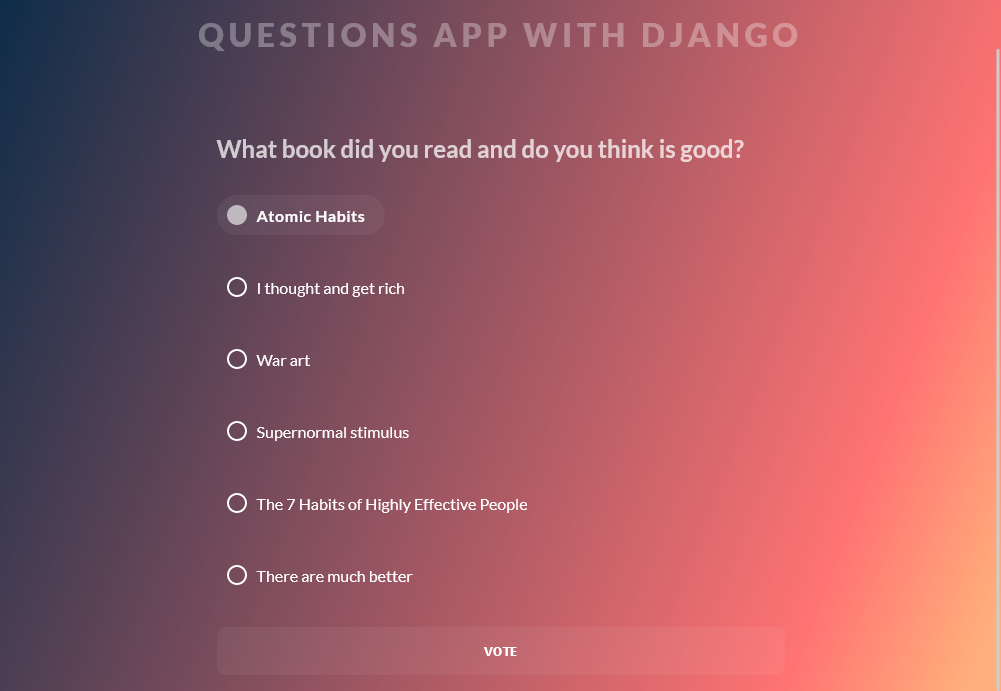 QUESTIONS APP WITH DJANGO
What book did you read and do you think is good?
Atomic Habits
I thought and get rich
War art
Supernormal stimulus
The 7 Habits of Highly Effective People
There are much better
VOTE